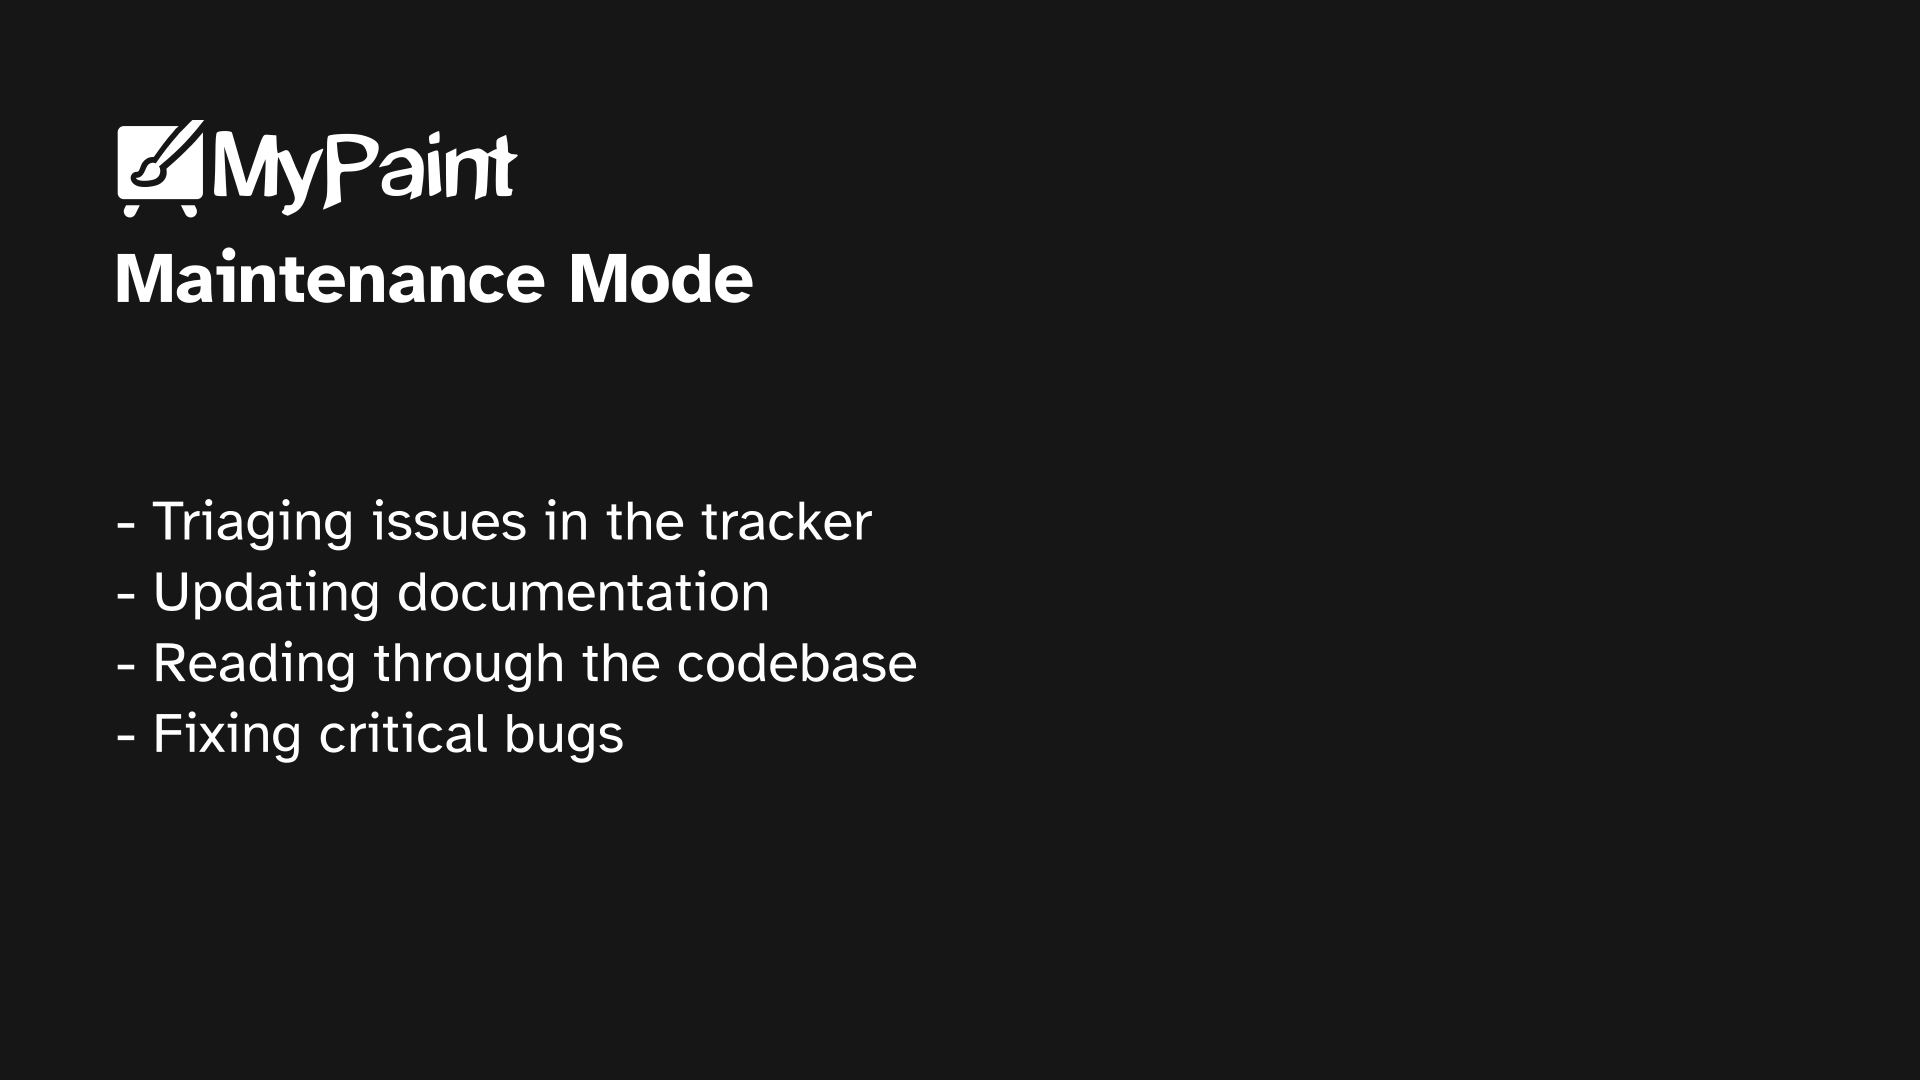 MyPaint
Maintenance Mode
- Triaging issues in the tracker
- Updating documentation
- Reading through the codebase
- Fixing critical bugs